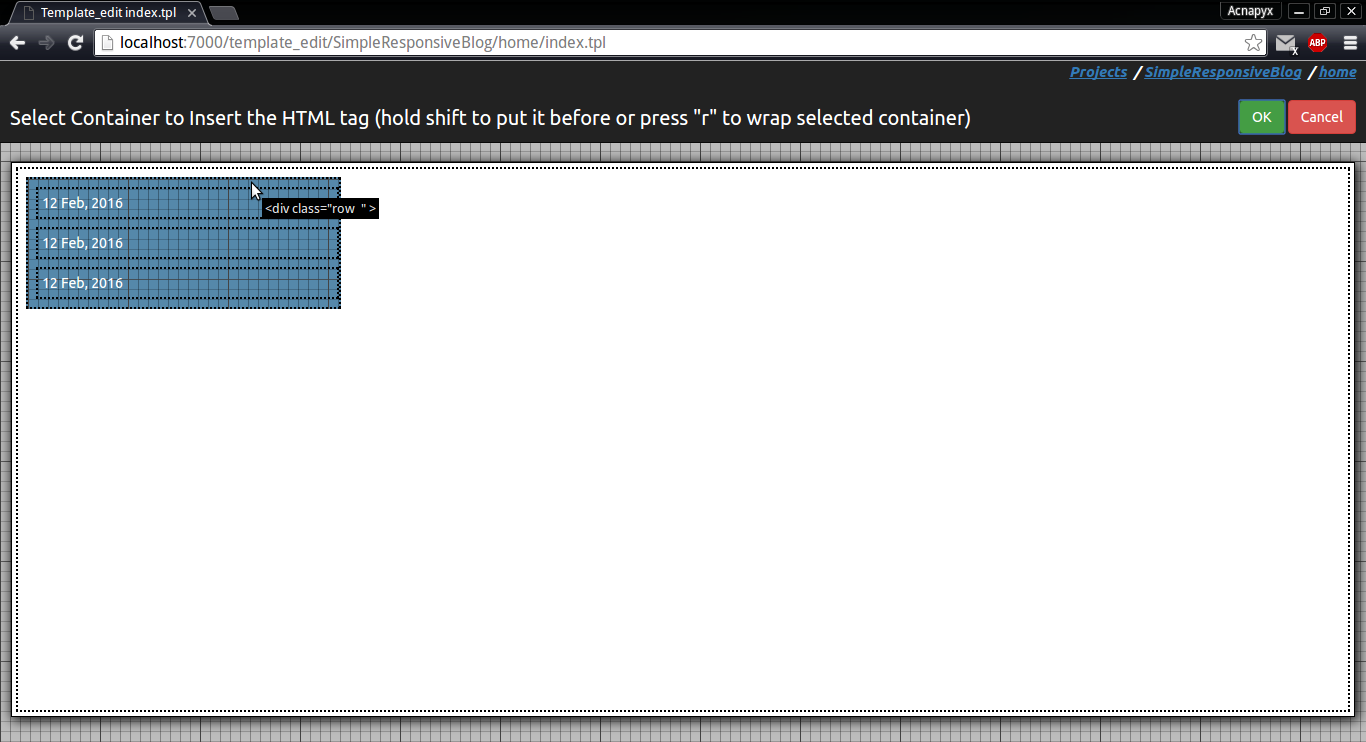 Template_edit index.tpl
Acnapyx
localhost:7000/template_edit/SimpleResponsiveBlog/home/index.tpl
x
ABP
Projects / SimpleResponsiveBlog / home
Select Container to Insert the HTML tag (hold shift to put it before or press "r" to wrap selected container)
OK
Cancel
12 Feb, 2016
<div class="row  " >
12 Feb, 2016
12 Feb, 2016